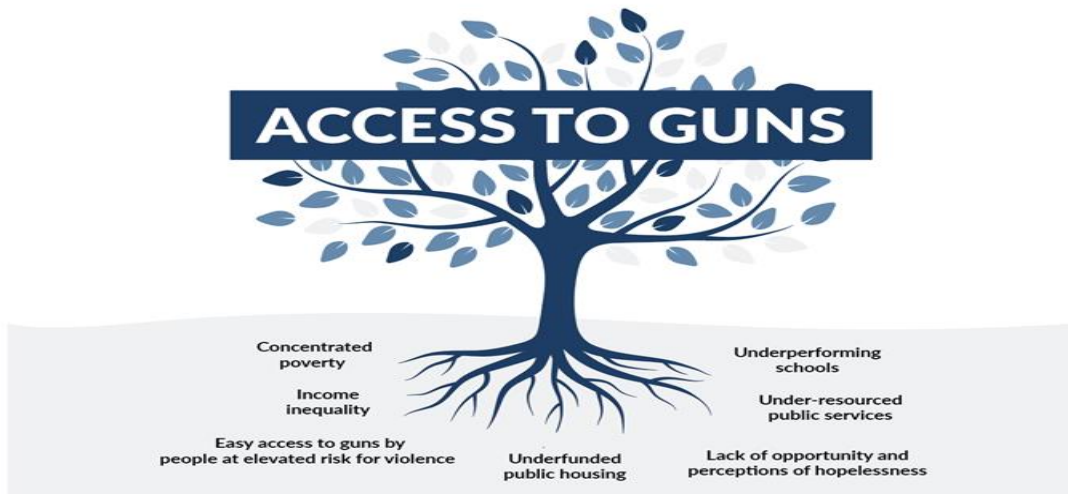 ACCESS TO GUNS
Concentrated
poverty
Income
inequality
Easy access to guns by
people at elevated risk for violence
Underfunded
public housing
Underperforming
schools
Under-resourced
public services
Lack of opportunity and
perceptions of hopelessness